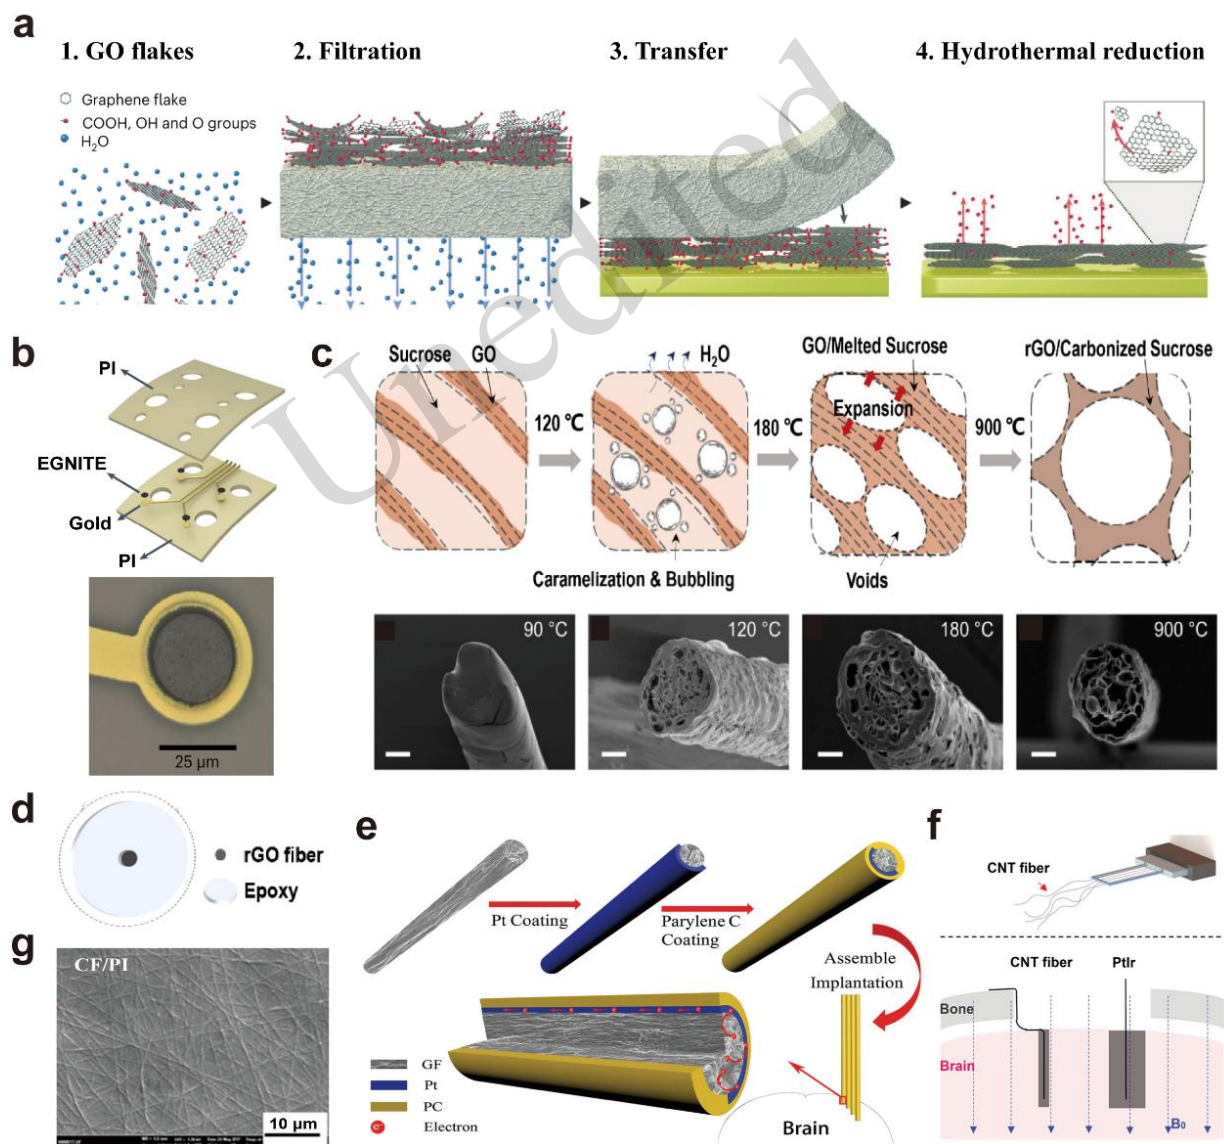 a
1. GO flakes
2. Filtration
3. Transfer
4. Hydrothermal reduction
Graphene flake
COOH, OH and O groups
H₂O
Unedited
b
PI
EGNITE
Gold
PI
25 µm
c
Sucrose
GO
120 ℃
H₂O
Caramelization & Bubbling
180 ℃
GO/Melted Sucrose
Expansion
Voids
900 ℃
rGO/Carbonized Sucrose
90 °C
120 °C
180 °C
900 °C
d
rGO fiber
Epoxy
e
Pt Coating
Parylene C
Coating
Assemble
Implantation
GF
Pt
PC
Electron
Brain
f
CNT fiber
CNT fiber
PtIr
Bone
Brain
B₀
g
CF/PI
10 µm